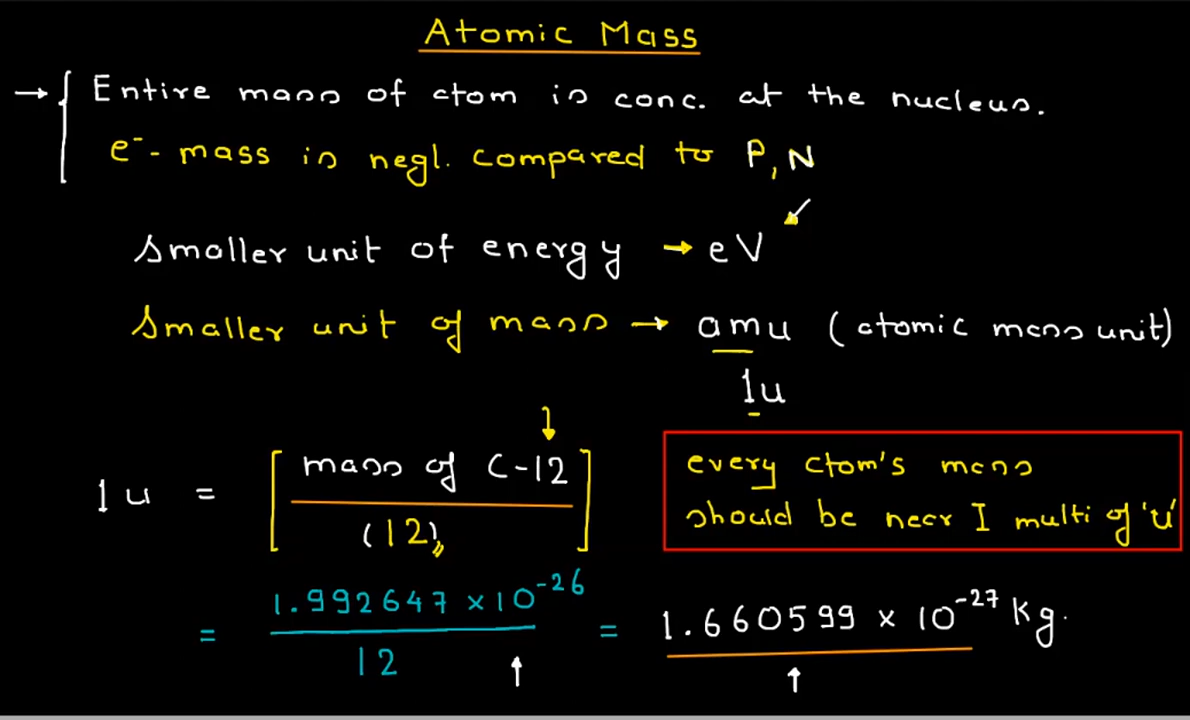 Atomic Mass
→ { Entire mass of atom is conc. at the nucleus.
e⁻ - mass is negl. compared to P, N
Smaller unit of energy → eV
Smaller unit of mass → amu (atomic mass unit)
1u
1 u = [ mass of C-12 / (12) ]
every atom's mass
should be near I multi of 'u'
= 1.992647 × 10⁻²⁶ / 12 = 1.660599 × 10⁻²⁷ Kg.